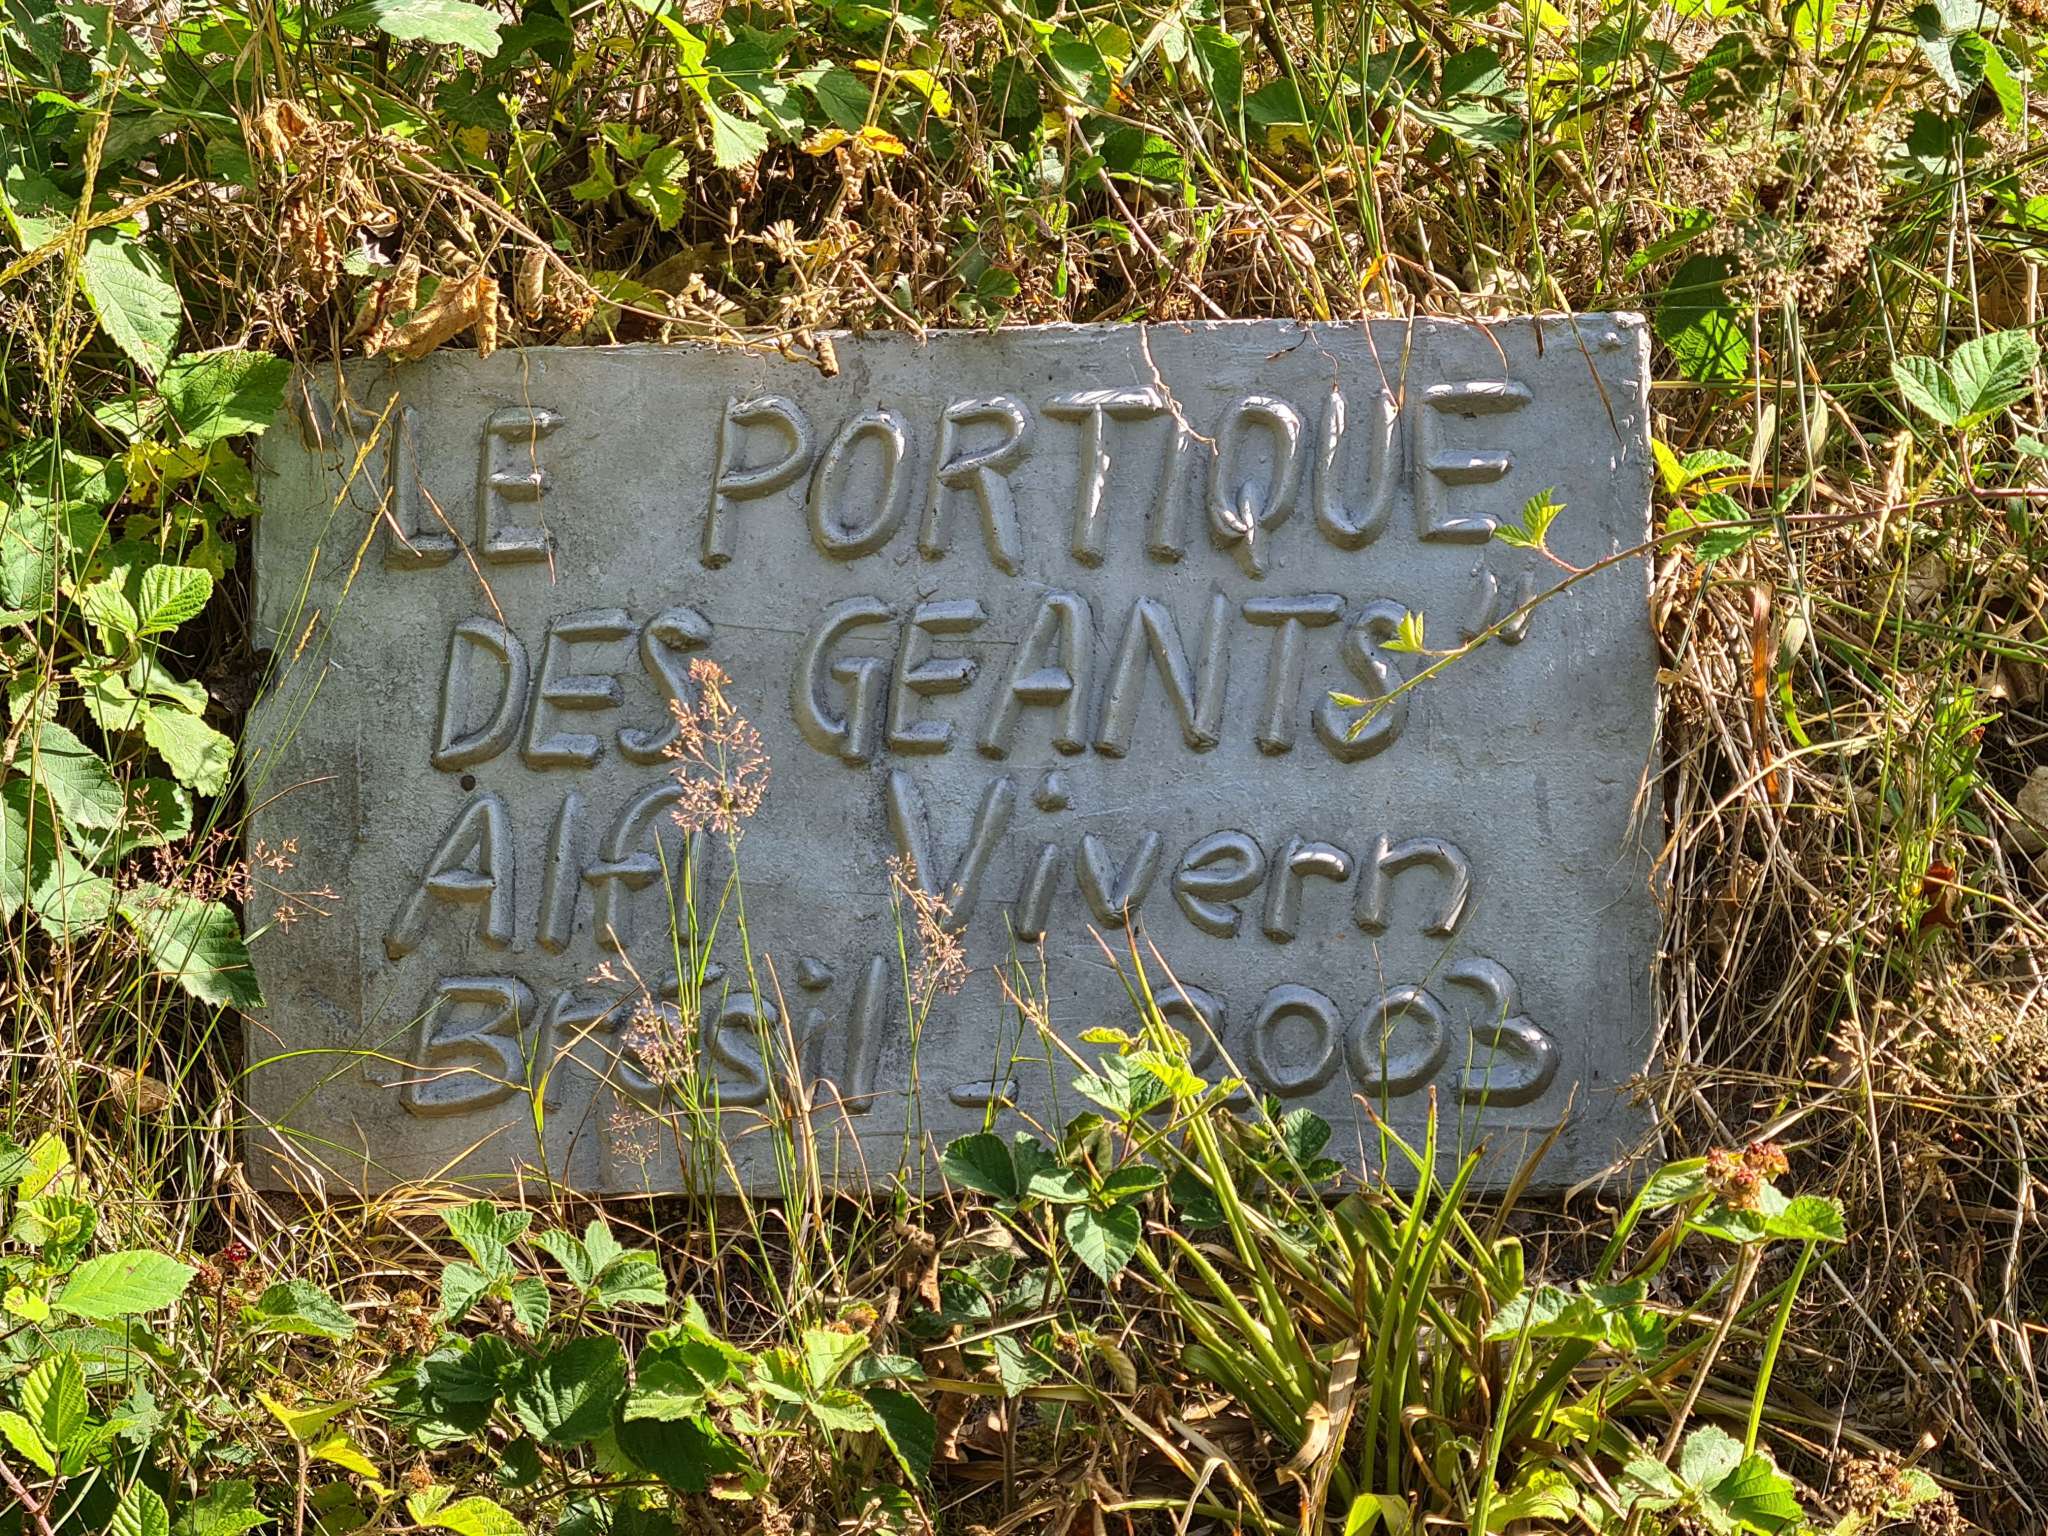 "LE PORTIQUE
DES GEANTS"
Alfi Vivern
Brésil - 2003